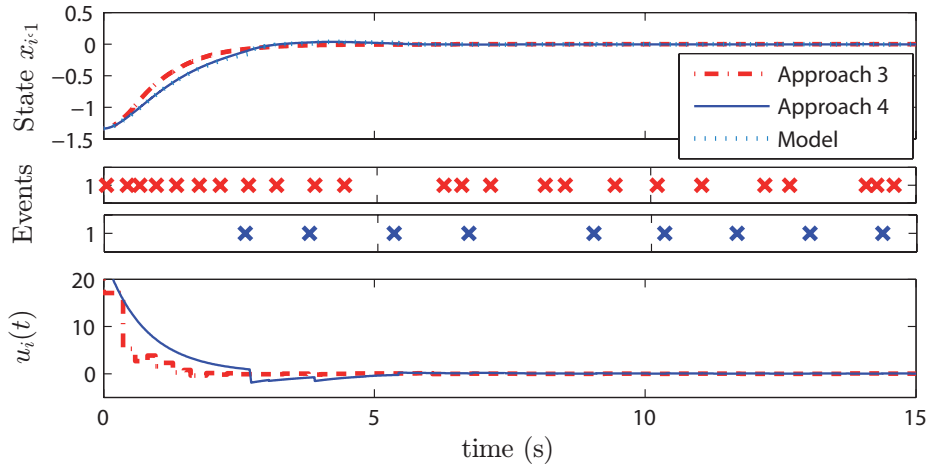 0.5
0
−0.5
−1
−1.5
State x_{i,1}
Approach 3
Approach 4
Model
Events
1
1
20
10
0
u_i(t)
0
5
10
15
time (s)